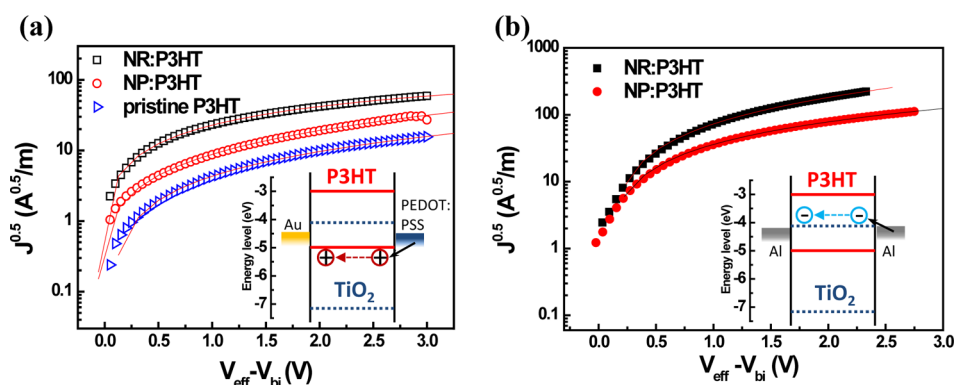 (a)
NR:P3HT
NP:P3HT
pristine P3HT
J^0.5 (A^0.5/m)
100
10
1
0.1
0.0 0.5 1.0 1.5 2.0 2.5 3.0
V_eff-V_bi (V)
Energy level (eV)
-3
-4
-5
-6
-7
P3HT
Au
PEDOT:
PSS
+ +
TiO2
(b)
NR:P3HT
NP:P3HT
J^0.5 (A^0.5/m)
1000
100
10
1
0.1
0.0 0.5 1.0 1.5 2.0 2.5 3.0
V_eff-V_bi (V)
Energy level (eV)
-3
-4
-5
-6
-7
P3HT
- -
Al
Al
TiO2